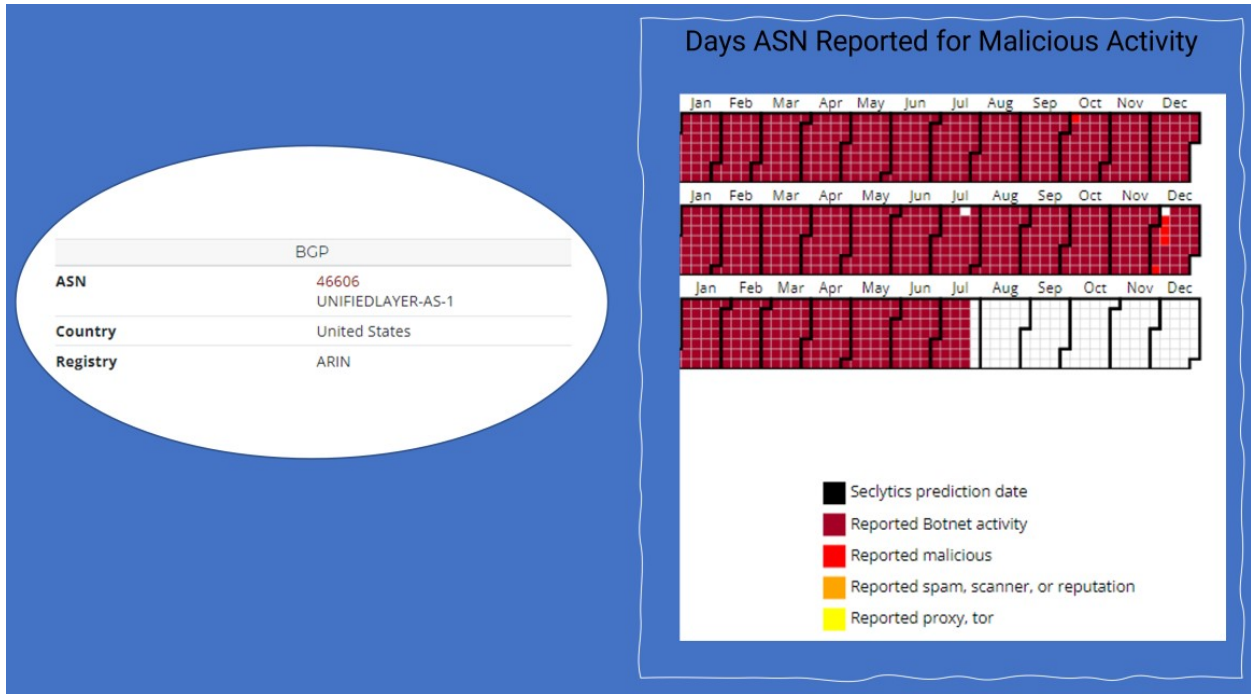 Days ASN Reported for Malicious Activity
BGP
ASN 46606
UNIFIEDLAYER-AS-1
Country United States
Registry ARIN
Jan Feb Mar Apr May Jun Jul Aug Sep Oct Nov Dec
Jan Feb Mar Apr May Jun Jul Aug Sep Oct Nov Dec
Jan Feb Mar Apr May Jun Jul Aug Sep Oct Nov Dec
Seclytics prediction date
Reported Botnet activity
Reported malicious
Reported spam, scanner, or reputation
Reported proxy, tor